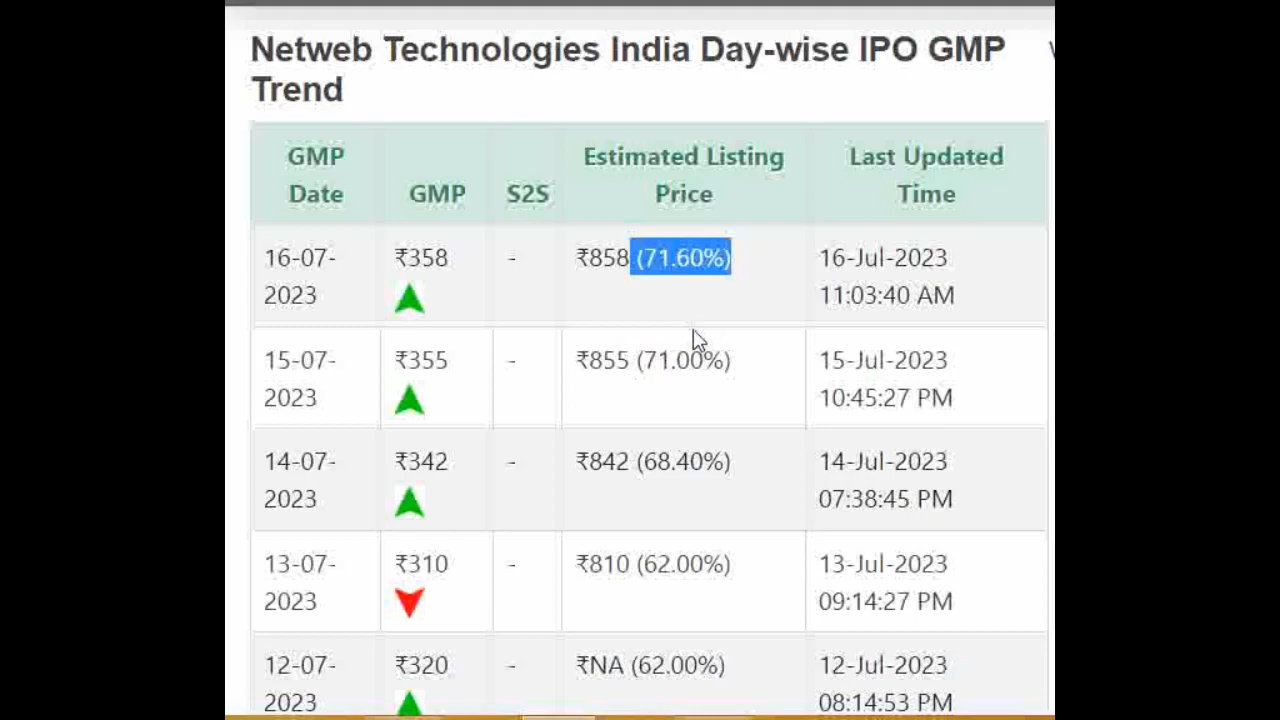 Netweb Technologies India Day-wise IPO GMP
Trend
GMP Date GMP S2S Estimated Listing Price Last Updated Time
16-07-2023 ₹358 - ₹858 (71.60%) 16-Jul-2023 11:03:40 AM
15-07-2023 ₹355 - ₹855 (71.00%) 15-Jul-2023 10:45:27 PM
14-07-2023 ₹342 - ₹842 (68.40%) 14-Jul-2023 07:38:45 PM
13-07-2023 ₹310 - ₹810 (62.00%) 13-Jul-2023 09:14:27 PM
12-07-2023 ₹320 - ₹NA (62.00%) 12-Jul-2023 08:14:53 PM